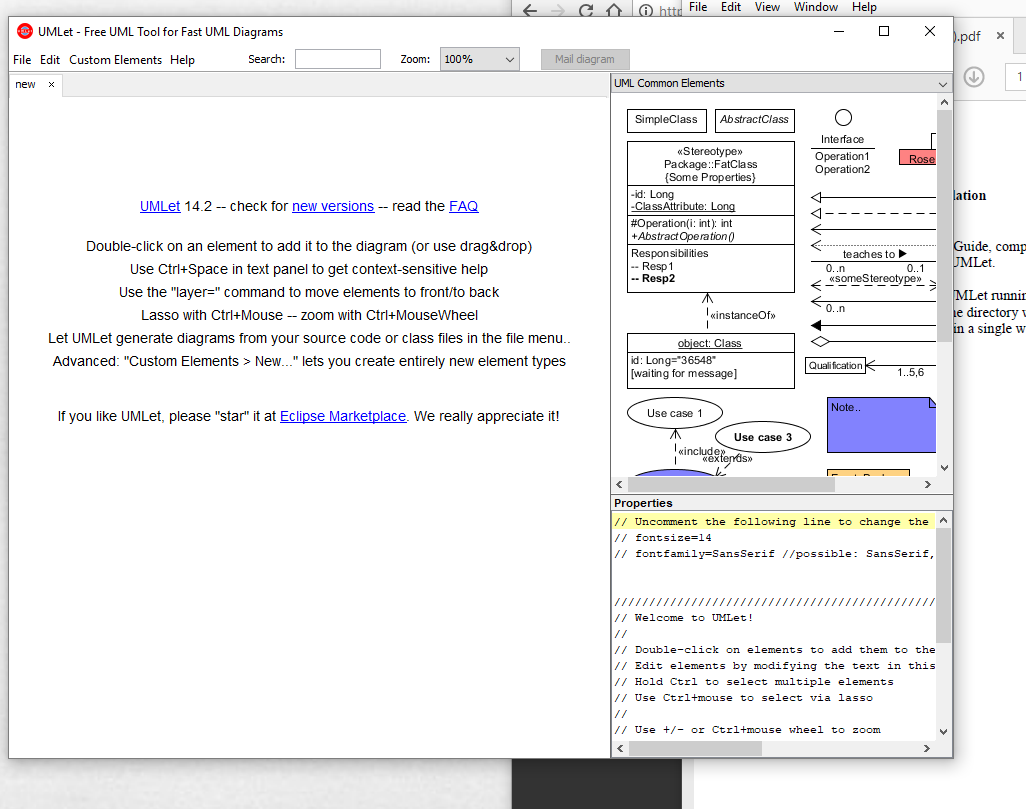 UMLet - Free UML Tool for Fast UML Diagrams
File Edit Custom Elements Help
Search:
Zoom:
100%
Mail diagram
new
UMLet 14.2 -- check for new versions -- read the FAQ
Double-click on an element to add it to the diagram (or use drag&drop)
Use Ctrl+Space in text panel to get context-sensitive help
Use the "layer=" command to move elements to front/to back
Lasso with Ctrl+Mouse -- zoom with Ctrl+MouseWheel
Let UMLet generate diagrams from your source code or class files in the file menu..
Advanced: "Custom Elements > New..." lets you create entirely new element types
If you like UMLet, please "star" it at Eclipse Marketplace. We really appreciate it!
UML Common Elements
SimpleClass
AbstractClass
«Stereotype»
Package::FatClass
{Some Properties}
-id: Long
-ClassAttribute: Long
#Operation(i: int): int
+AbstractOperation()
Responsibilities
-- Resp1
-- Resp2
«instanceOf»
object: Class
id: Long="36548"
[waiting for message]
Use case 1
Use case 3
«include»
«extends»
Interface
Operation1
Operation2
Rose
teaches to
0..n
0..1
«someStereotype»
0..n
Qualification
1..5,6
Note..
Properties
// Uncomment the following line to change the
// fontsize=14
// fontfamily=SansSerif //possible: SansSerif,
//////////////////////////////////////////////
// Welcome to UMLet!
//
// Double-click on elements to add them to the
// Edit elements by modifying the text in this
// Hold Ctrl to select multiple elements
// Use Ctrl+mouse to select via lasso
//
// Use +/- or Ctrl+mouse wheel to zoom
http
File Edit View Window Help
).pdf
1
lation
Guide, comp
UMLet.
UMLet runnin
he directory w
in a single w